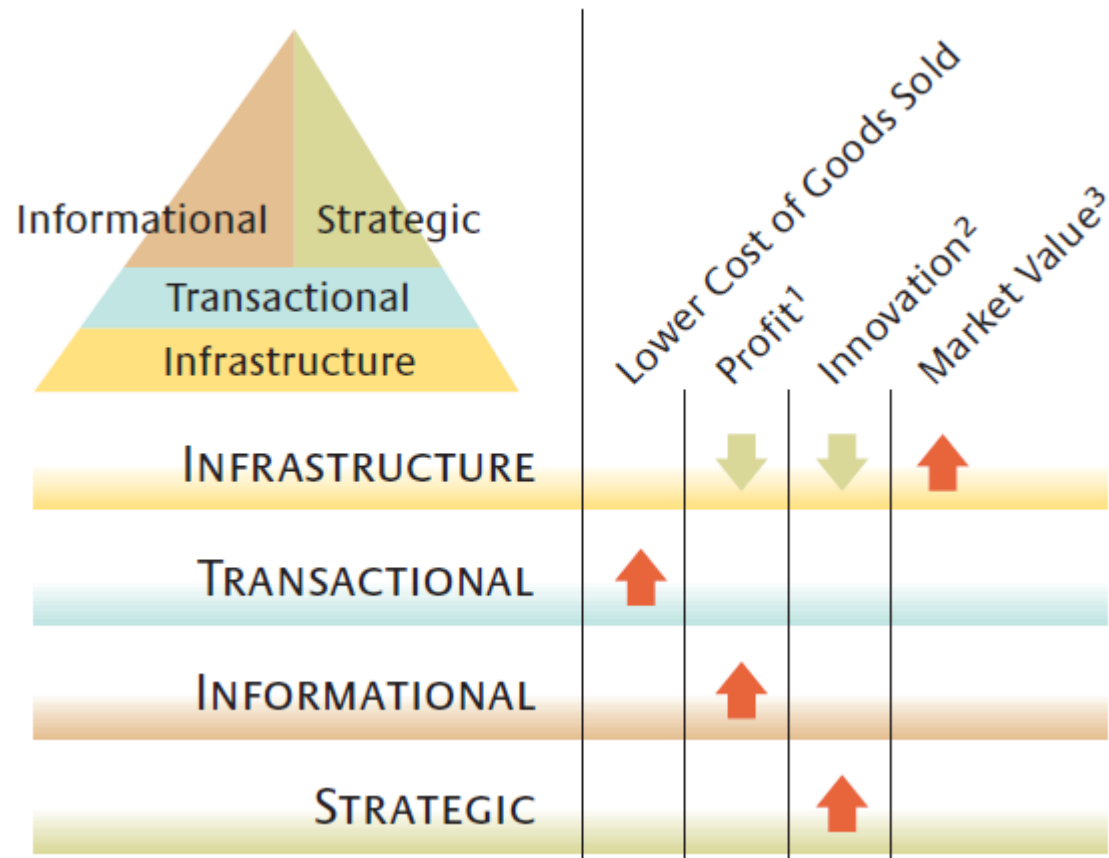 Informational Strategic
Transactional
Infrastructure
Lower Cost of Goods Sold
Profit¹
Innovation²
Market Value³
INFRASTRUCTURE
TRANSACTIONAL
INFORMATIONAL
STRATEGIC